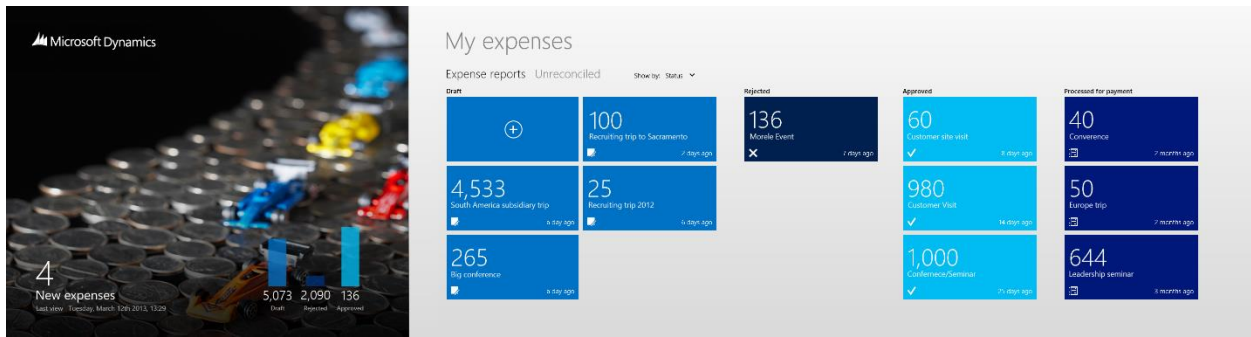 Microsoft Dynamics
4
New expenses
Last view Tuesday, March 12th 2013, 13:29
5,073 2,090 136
Draft Rejected Approved
My expenses
Expense reports Unreconciled Show by: Status
Draft
100
Recruiting trip to Sacramento
7 days ago
4,533
South America subsidiary trip
a day ago
25
Recruiting trip 2012
6 days ago
265
Big conference
a day ago
Rejected
136
Morele Event
7 days ago
Approved
60
Customer site visit
8 days ago
980
Customer Visit
14 days ago
1,000
Confernece/Seminar
25 days ago
Processed for payment
40
Converence
2 months ago
50
Europe trip
2 months ago
644
Leadership seminar
3 months ago